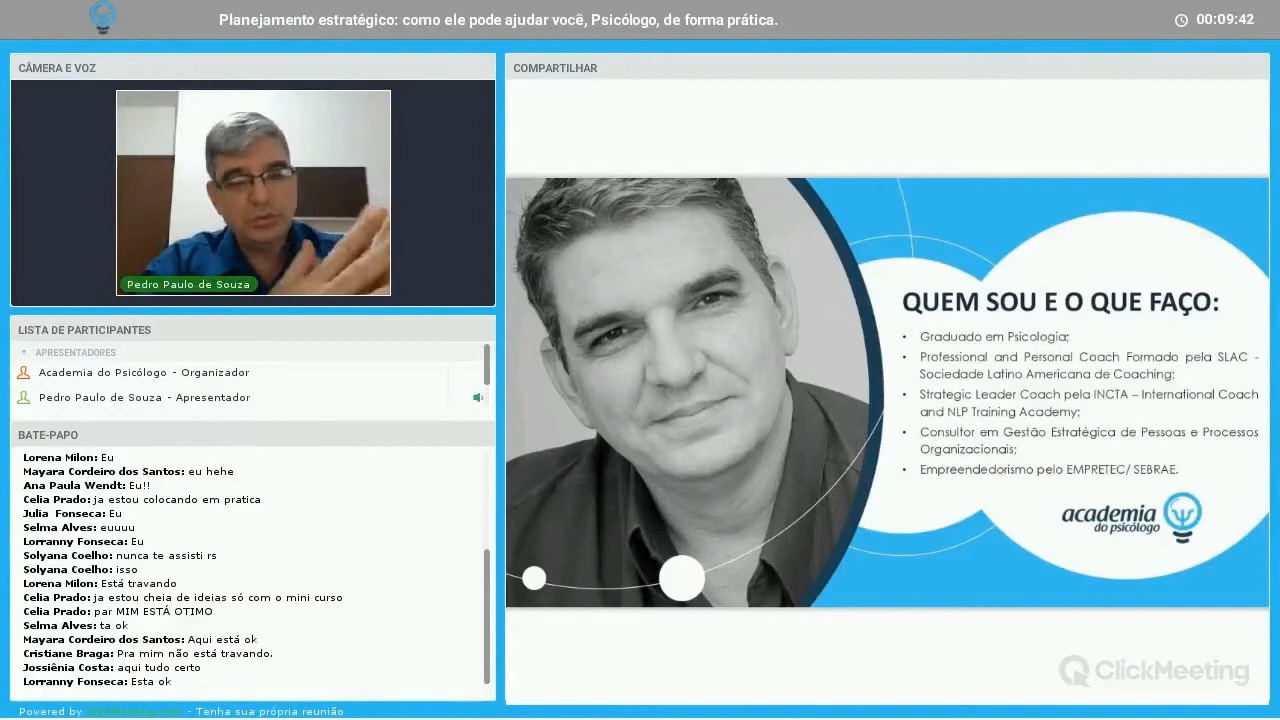 Planejamento estratégico: como ele pode ajudar você, Psicólogo, de forma prática.
00:09:42
CÂMERA E VOZ
Pedro Paulo de Souza
LISTA DE PARTICIPANTES
APRESENTADORES
Academia do Psicólogo - Organizador
Pedro Paulo de Souza - Apresentador
BATE-PAPO
Lorena Milon: Eu
Mayara Cordeiro dos Santos: eu hehe
Ana Paula Wendt: Eu!!
Celia Prado: ja estou colocando em pratica
Julia Fonseca: Eu
Selma Alves: euuuu
Lorranny Fonseca: Eu
Solyana Coelho: nunca te assisti rs
Solyana Coelho: isso
Lorena Milon: Está travando
Celia Prado: ja estou cheia de ideias só com o mini curso
Celia Prado: par MIM ESTÁ OTIMO
Selma Alves: ta ok
Mayara Cordeiro dos Santos: Aqui está ok
Cristiane Braga: Pra mim não está travando.
Jossiênia Costa: aqui tudo certo
Lorranny Fonseca: Esta ok
Powered by - Tenha sua própria reunião
COMPARTILHAR
QUEM SOU E O QUE FAÇO:
• Graduado em Psicologia;
• Professional and Personal Coach Formado pela SLAC -
Sociedade Latino Americana de Coaching;
• Strategic Leader Coach pela INCTA – International Coach
and NLP Training Academy;
• Consultor em Gestão Estratégica de Pessoas e Processos
Organizacionais;
• Empreendedorismo pelo EMPRETEC/ SEBRAE.
academia
do psicólogo
ClickMeeting